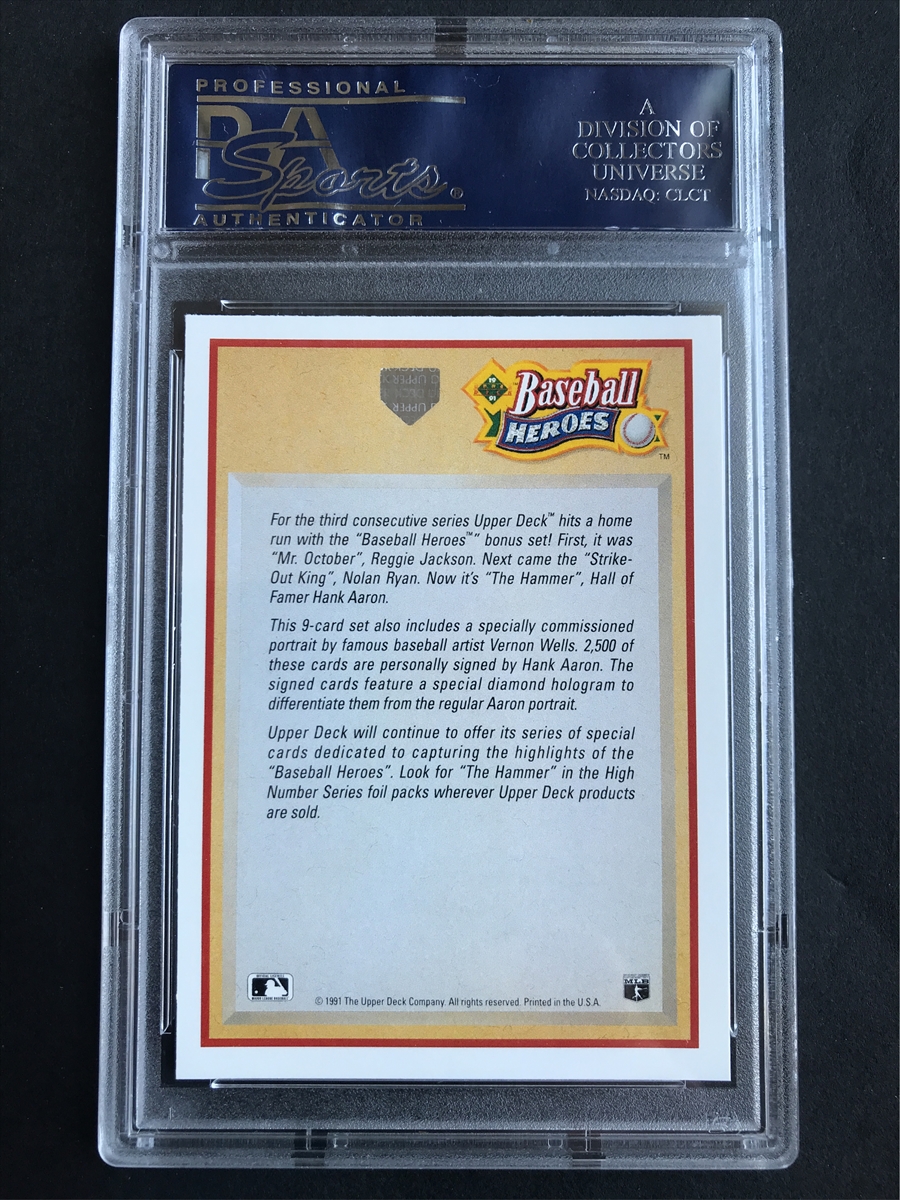 PROFESSIONAL
PSA
Sports®
AUTHENTICATOR
A
DIVISION OF
COLLECTORS
UNIVERSE
NASDAQ: CLCT
19
91
Baseball
HEROES
TM
For the third consecutive series Upper Deck™ hits a home
run with the “Baseball Heroes™” bonus set! First, it was
“Mr. October”, Reggie Jackson. Next came the “Strike-
Out King”, Nolan Ryan. Now it’s “The Hammer”, Hall of
Famer Hank Aaron.
This 9-card set also includes a specially commissioned
portrait by famous baseball artist Vernon Wells. 2,500 of
these cards are personally signed by Hank Aaron. The
signed cards feature a special diamond hologram to
differentiate them from the regular Aaron portrait.
Upper Deck will continue to offer its series of special
cards dedicated to capturing the highlights of the
“Baseball Heroes”. Look for “The Hammer” in the High
Number Series foil packs wherever Upper Deck products
are sold.
© 1991 The Upper Deck Company. All rights reserved. Printed in the U.S.A.
MLB